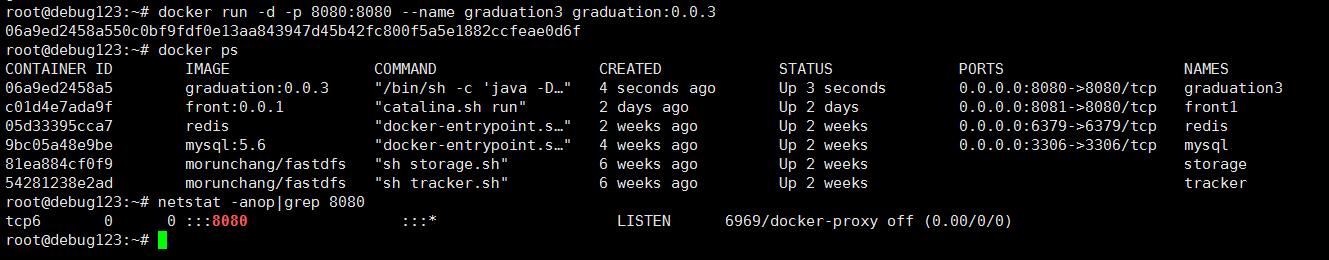 root@debug123:~# docker run -d -p 8080:8080 --name graduation3 graduation:0.0.3
06a9ed2458a550c0bf9fdf0e13aa843947d45b42fc800f5a5e1882ccfeae0d6f
root@debug123:~# docker ps
CONTAINER ID        IMAGE               COMMAND                  CREATED             STATUS              PORTS                    NAMES
06a9ed2458a5        graduation:0.0.3    "/bin/sh -c 'java -D…"   4 seconds ago       Up 3 seconds        0.0.0.0:8080->8080/tcp   graduation3
c01d4e7ada9f        front:0.0.1         "catalina.sh run"        2 days ago          Up 2 days           0.0.0.0:8081->8080/tcp   front1
05d33395cca7        redis               "docker-entrypoint.s…"   2 weeks ago         Up 2 weeks          0.0.0.0:6379->6379/tcp   redis
9bc05a48e9be        mysql:5.6           "docker-entrypoint.s…"   4 weeks ago         Up 2 weeks          0.0.0.0:3306->3306/tcp   mysql
81ea884cf0f9        morunchang/fastdfs  "sh storage.sh"          6 weeks ago         Up 2 weeks                                   storage
54281238e2ad        morunchang/fastdfs  "sh tracker.sh"          6 weeks ago         Up 2 weeks                                   tracker
root@debug123:~# netstat -anop|grep 8080
tcp6       0      0 :::8080                 :::*                    LISTEN      6969/docker-proxy off (0.00/0/0)
root@debug123:~#